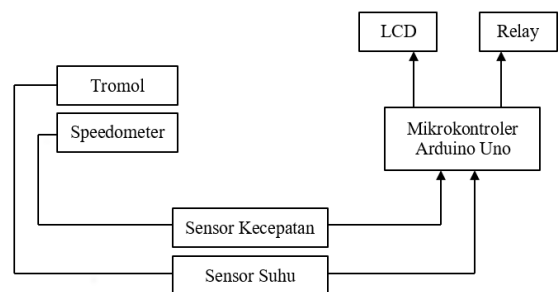 LCD
Relay
Tromol
Speedometer
Mikrokontroler
Arduino Uno
Sensor Kecepatan
Sensor Suhu